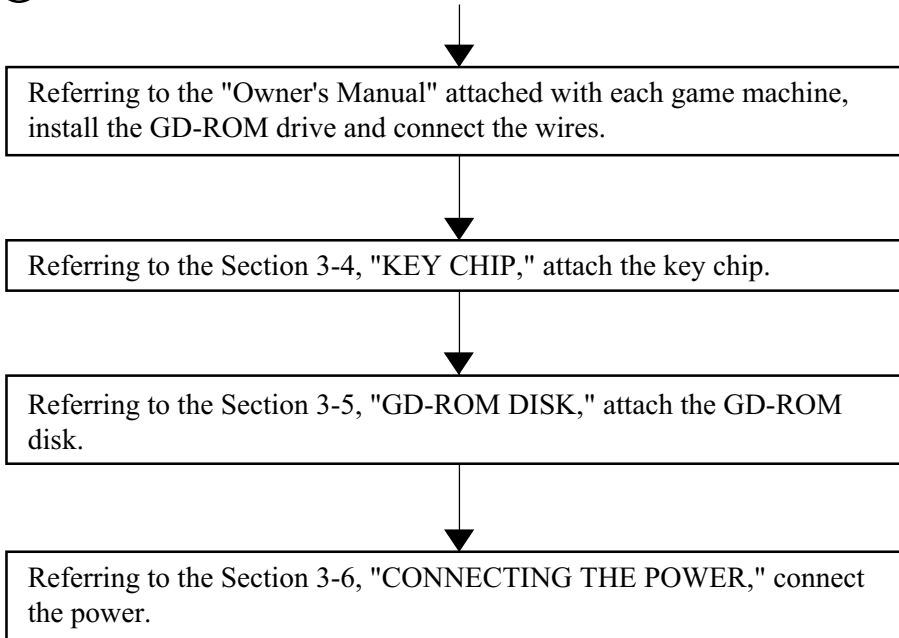 Referring to the "Owner's Manual" attached with each game machine,
install the GD-ROM drive and connect the wires.
Referring to the Section 3-4, "KEY CHIP," attach the key chip.
Referring to the Section 3-5, "GD-ROM DISK," attach the GD-ROM
disk.
Referring to the Section 3-6, "CONNECTING THE POWER," connect
the power.